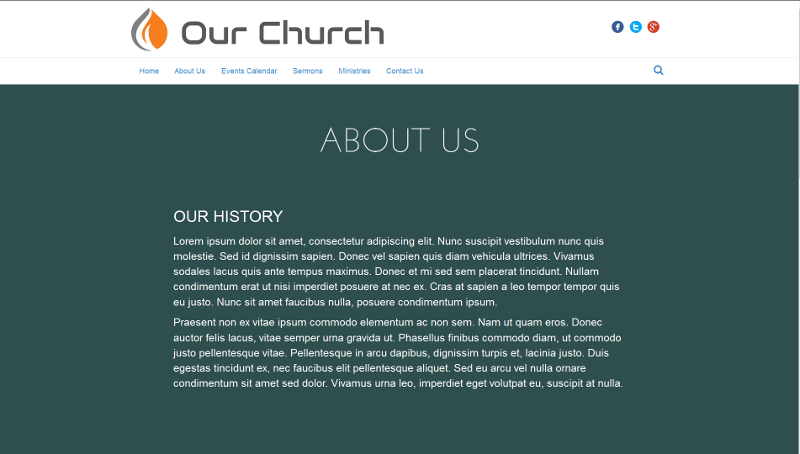 Our Church
Home About Us Events Calendar Sermons Ministries Contact Us
ABOUT US
OUR HISTORY
Lorem ipsum dolor sit amet, consectetur adipiscing elit. Nunc suscipit vestibulum nunc quis
molestie. Sed id dignissim sapien. Donec vel sapien quis diam vehicula ultrices. Vivamus
sodales lacus quis ante tempus maximus. Donec et mi sed sem placerat tincidunt. Nullam
condimentum erat ut nisi imperdiet posuere at nec ex. Cras at sapien a leo tempor tempor quis
eu justo. Nunc sit amet faucibus nulla, posuere condimentum ipsum.
Praesent non ex vitae ipsum commodo elementum ac non sem. Nam ut quam eros. Donec
auctor felis lacus, vitae semper urna gravida ut. Phasellus finibus commodo diam, ut commodo
justo pellentesque vitae. Pellentesque in arcu dapibus, dignissim turpis et, lacinia justo. Duis
egestas tincidunt ex, nec faucibus elit pellentesque aliquet. Sed eu arcu vel nulla ornare
condimentum sit amet sed dolor. Vivamus urna leo, imperdiet eget volutpat eu, suscipit at nulla.